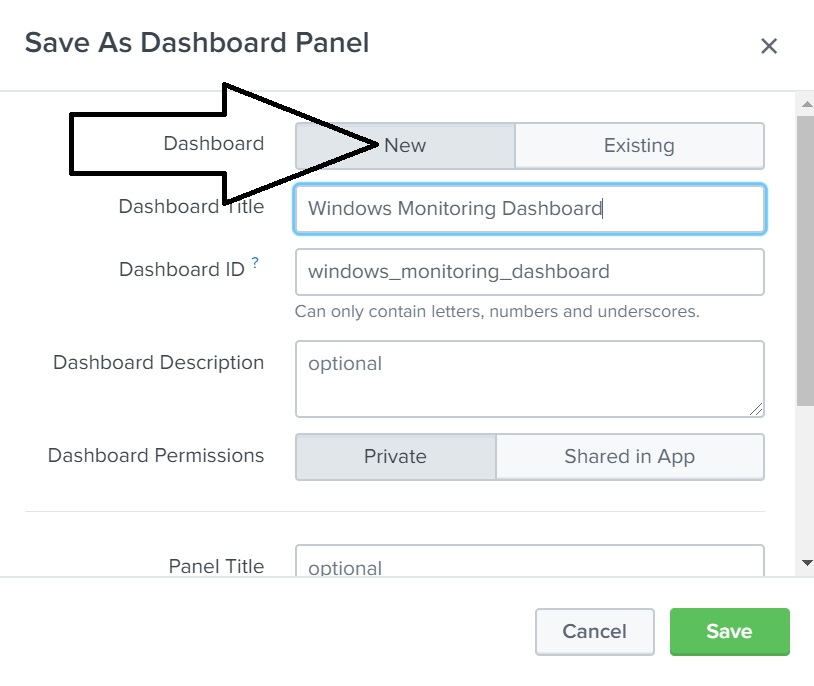 Save As Dashboard Panel
Dashboard New Existing
Dashboard Title Windows Monitoring Dashboard
Dashboard ID ? windows_monitoring_dashboard
Can only contain letters, numbers and underscores.
Dashboard Description optional
Dashboard Permissions Private Shared in App
Panel Title optional
Cancel Save